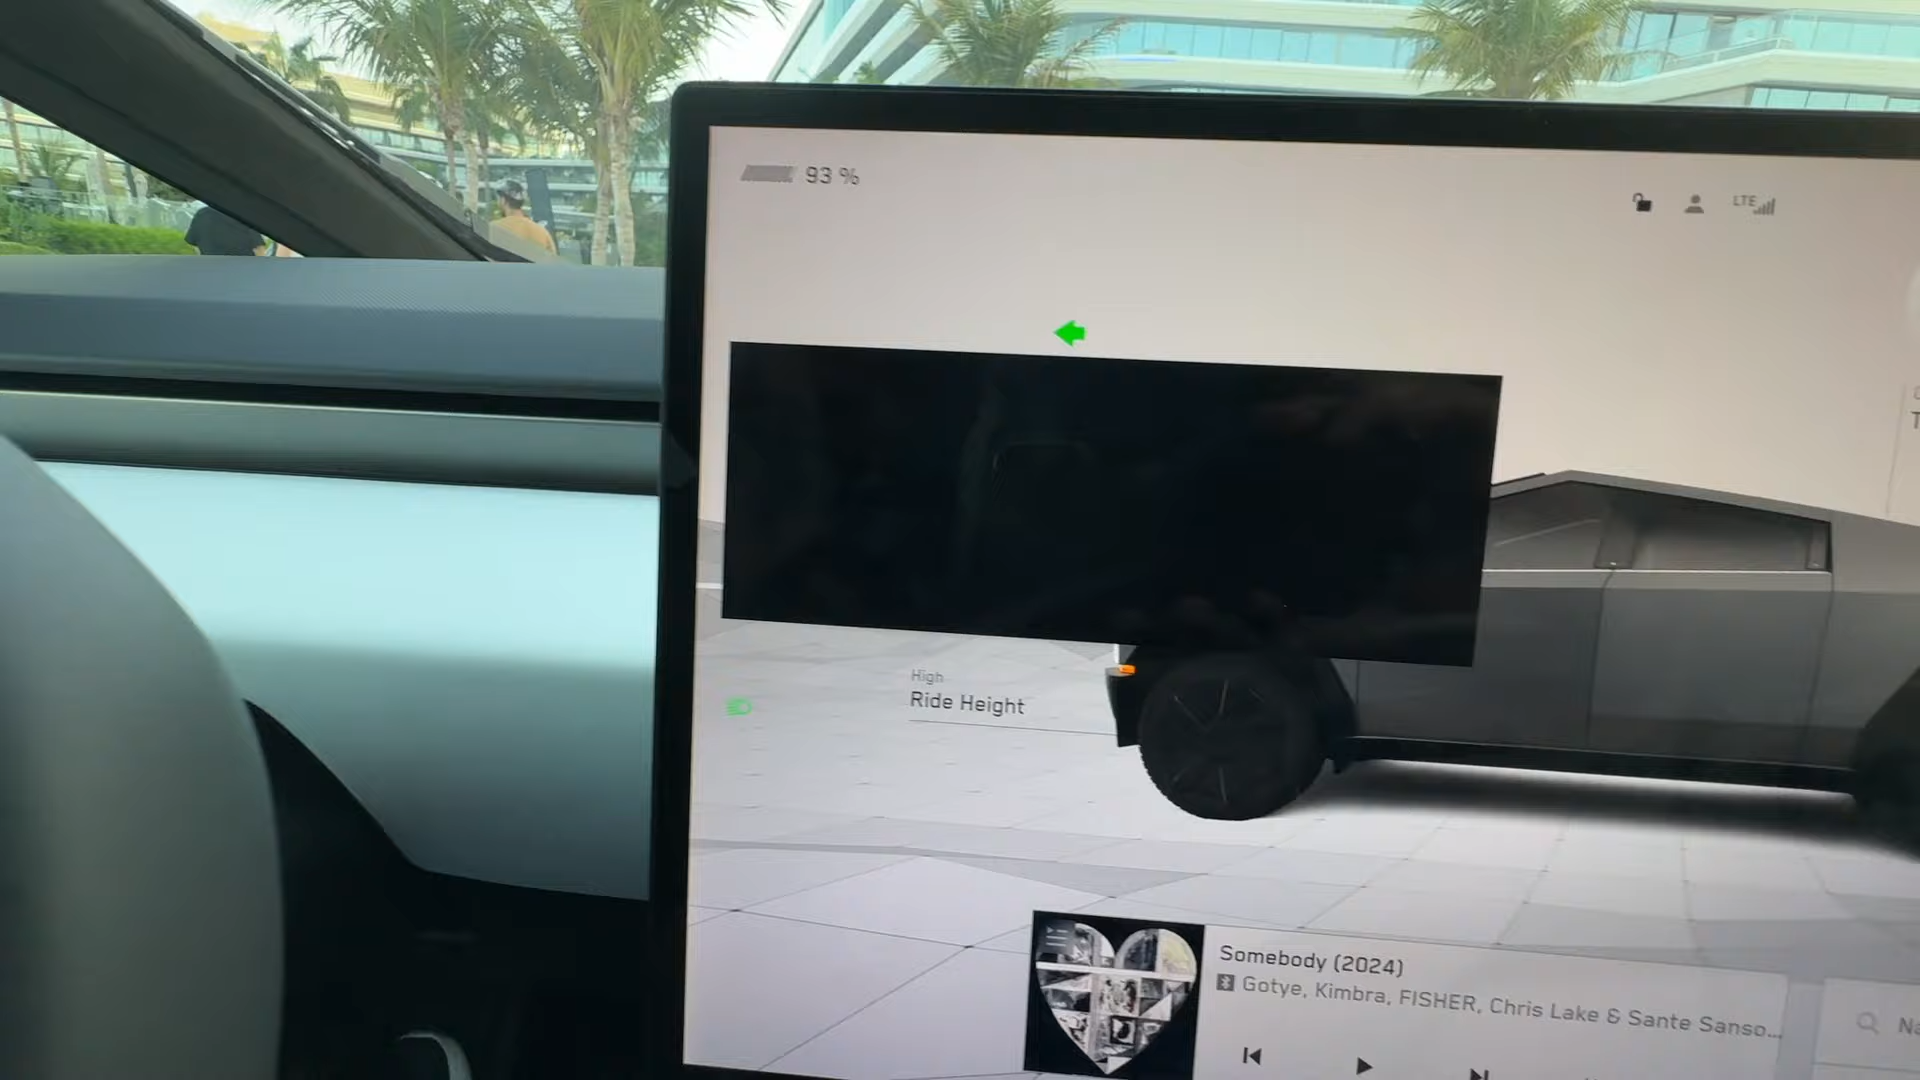 93 %
LTE
High
Ride Height
Somebody (2024)
Gotye, Kimbra, FISHER, Chris Lake & Sante Sanso...